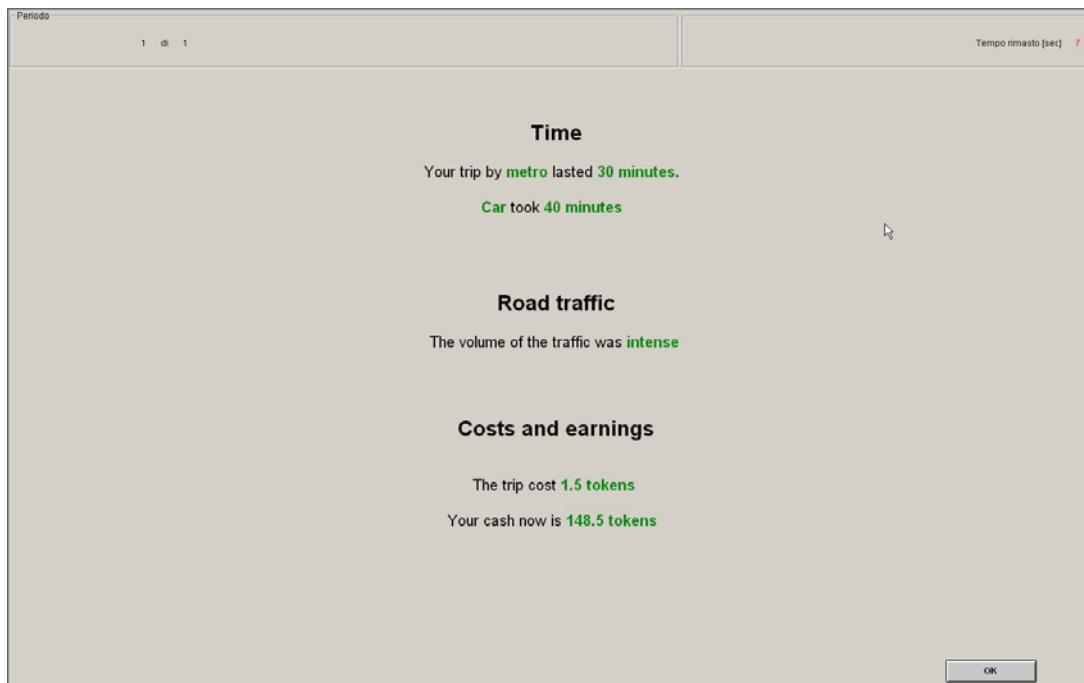 Periodo
1 di 1
Tempo rimasto [sec] 7
Time
Your trip by metro lasted 30 minutes.
Car took 40 minutes
Road traffic
The volume of the traffic was intense
Costs and earnings
The trip cost 1.5 tokens
Your cash now is 148.5 tokens
OK